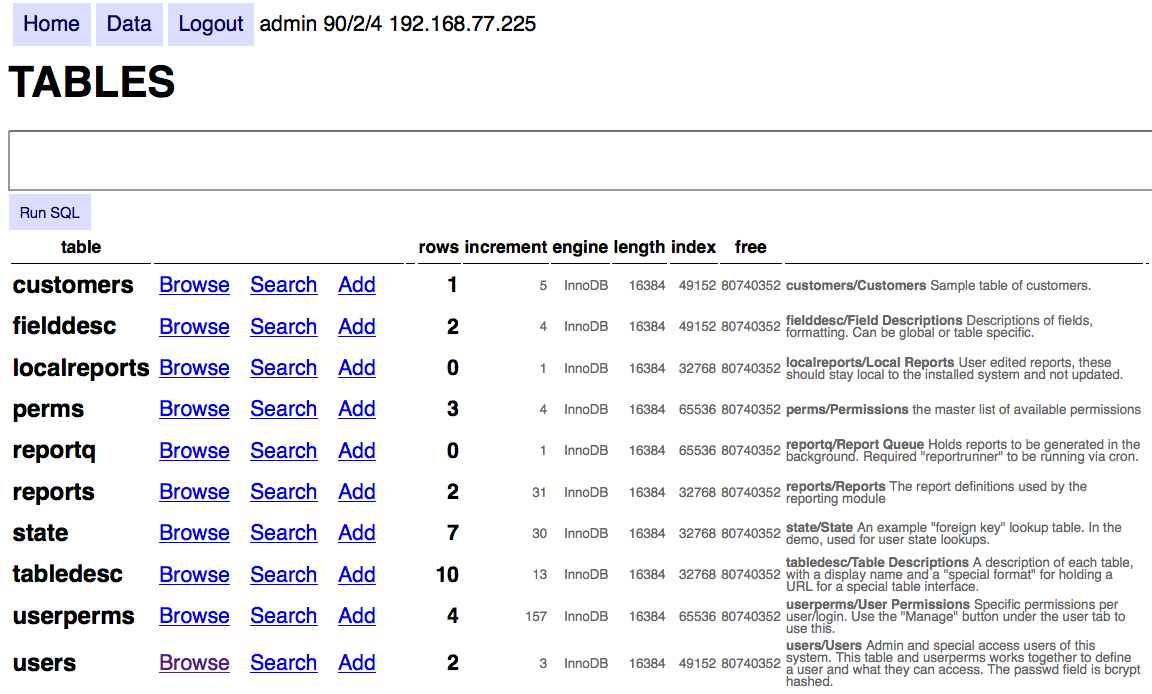 Home Data Logout admin 90/2/4 192.168.77.225
TABLES
Run SQL
table rows increment engine length index free
customers Browse Search Add 1 5 InnoDB 16384 49152 80740352 customers/Customers Sample table of customers.
fielddesc Browse Search Add 2 4 InnoDB 16384 49152 80740352 fielddesc/Field Descriptions Descriptions of fields,
formatting. Can be global or table specific.
localreports Browse Search Add 0 1 InnoDB 16384 32768 80740352 localreports/Local Reports User edited reports, these
should stay local to the installed system and not updated.
perms Browse Search Add 3 4 InnoDB 16384 65536 80740352 perms/Permissions the master list of available permissions
reportq Browse Search Add 0 1 InnoDB 16384 65536 80740352 reportq/Report Queue Holds reports to be generated in the
background. Required "reportrunner" to be running via cron.
reports Browse Search Add 2 31 InnoDB 16384 32768 80740352 reports/Reports The report definitions used by the
reporting module
state Browse Search Add 7 30 InnoDB 16384 32768 80740352 state/State An example "foreign key" lookup table. In the
demo, used for user state lookups.
tabledesc Browse Search Add 10 13 InnoDB 16384 32768 80740352 tabledesc/Table Descriptions A description of each table,
with a display name and a "special format" for holding a
URL for a special table interface.
userperms Browse Search Add 4 157 InnoDB 16384 65536 80740352 userperms/User Permissions Specific permissions per
user/login. Use the "Manage" button under the user tab to
use this.
users Browse Search Add 2 3 InnoDB 16384 49152 80740352 users/Users Admin and special access users of this
system. This table and userperms works together to define
a user and what they can access. The passwd field is bcrypt
hashed.